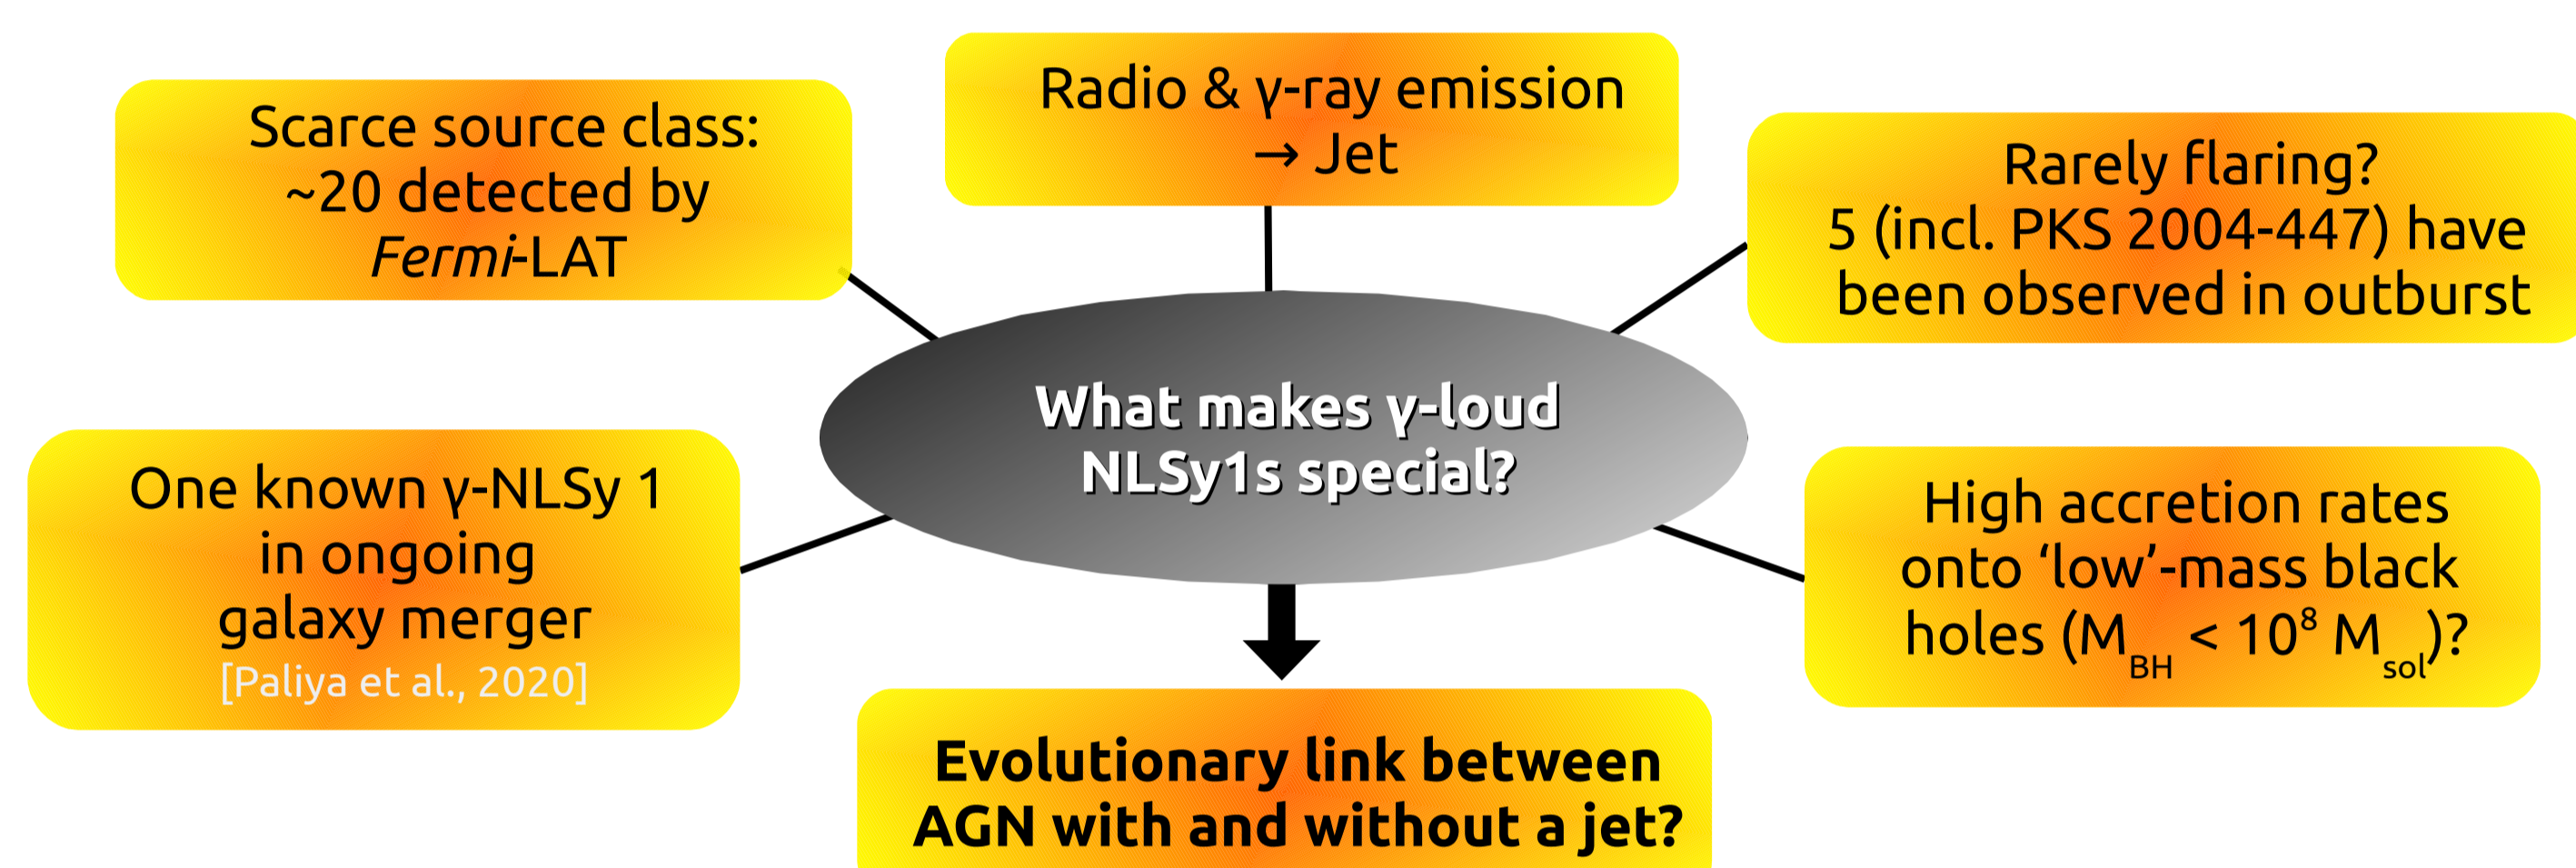 Scarce source class:
~20 detected by
Fermi-LAT
Radio & γ-ray emission
→ Jet
Rarely flaring?
5 (incl. PKS 2004-447) have
been observed in outburst
What makes γ-loud
NLSy1s special?
One known γ-NLSy 1
in ongoing
galaxy merger
[Paliya et al., 2020]
High accretion rates
onto ‘low’-mass black
holes (M_BH < 10⁸ M_sol)?
Evolutionary link between
AGN with and without a jet?